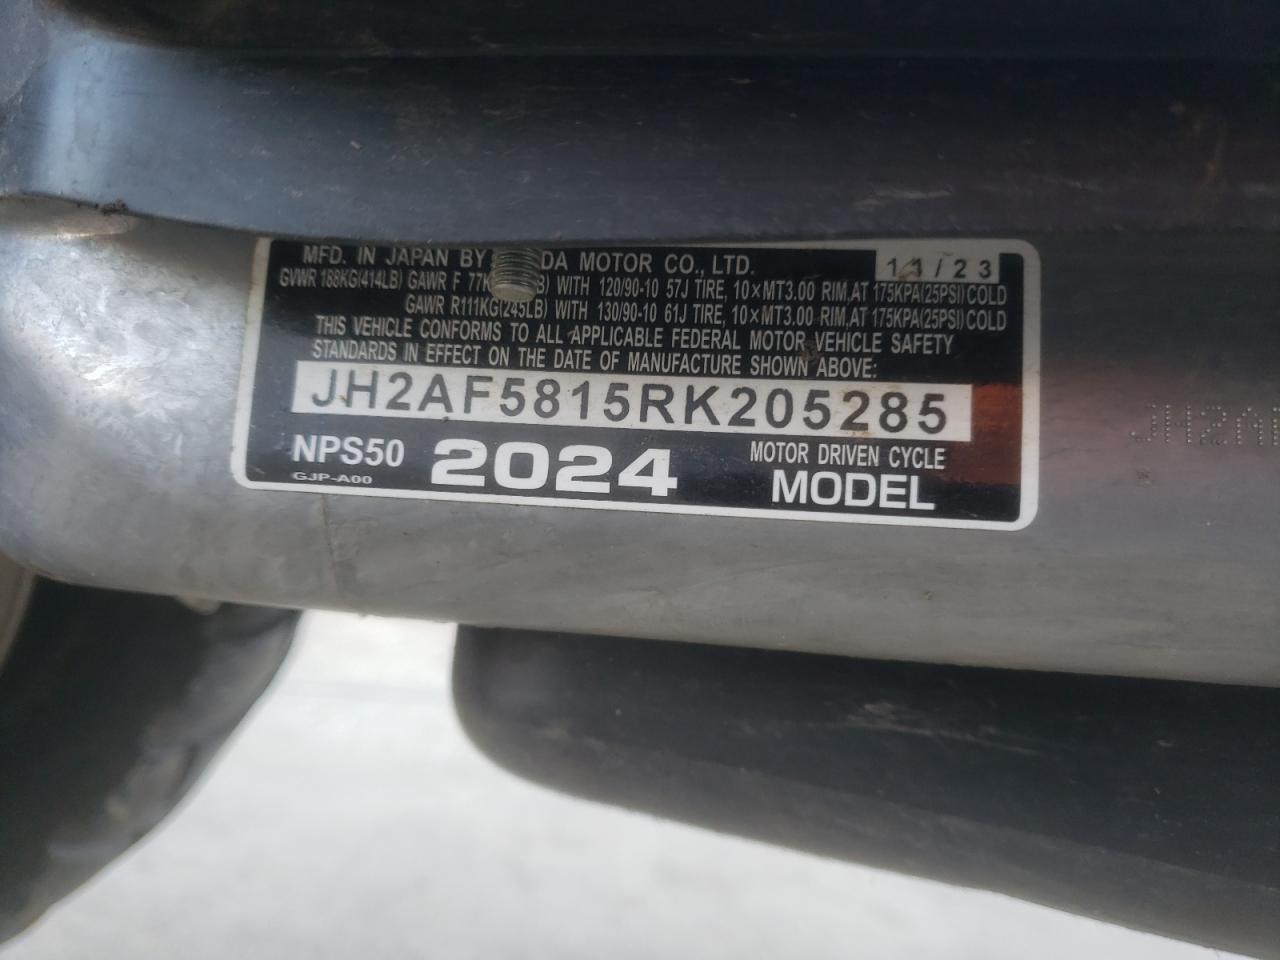 MFD. IN JAPAN BY DA MOTOR CO., LTD. 11/23
GVWR 188KG(414LB) GAWR F 77K B) WITH 120/90-10 57J TIRE, 10×MT3.00 RIM, AT 175KPA(25PSI) COLD
GAWR R111KG(245LB) WITH 130/90-10 61J TIRE, 10×MT3.00 RIM, AT 175KPA(25PSI) COLD
THIS VEHICLE CONFORMS TO ALL APPLICABLE FEDERAL MOTOR VEHICLE SAFETY
STANDARDS IN EFFECT ON THE DATE OF MANUFACTURE SHOWN ABOVE:
JH2AF5815RK205285
NPS50 2024 MOTOR DRIVEN CYCLE
GJP-A00 MODEL
JH2A